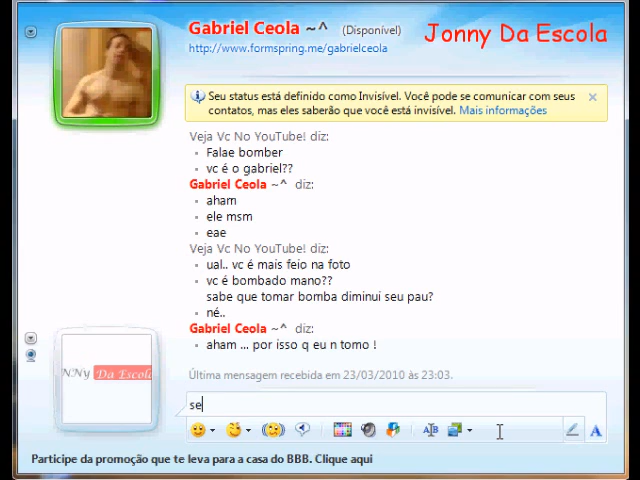 Gabriel Ceola ~^ (Disponível)
Jonny Da Escola
http://www.formspring.me/gabrielceola
Seu status está definido como Invisível. Você pode se comunicar com seus
contatos, mas eles saberão que você está invisível. Mais informações
Veja Vc No YouTube! diz:
Falae bomber
vc é o gabriel??
Gabriel Ceola ~^ diz:
aham
ele msm
eae
Veja Vc No YouTube! diz:
ual.. vc é mais feio na foto
vc é bombado mano??
sabe que tomar bomba diminui seu pau?
né..
Gabriel Ceola ~^ diz:
aham ... por isso q eu n tomo !
NNy Da Escola
Última mensagem recebida em 23/03/2010 às 23:03.
se
Participe da promoção que te leva para a casa do BBB. Clique aqui